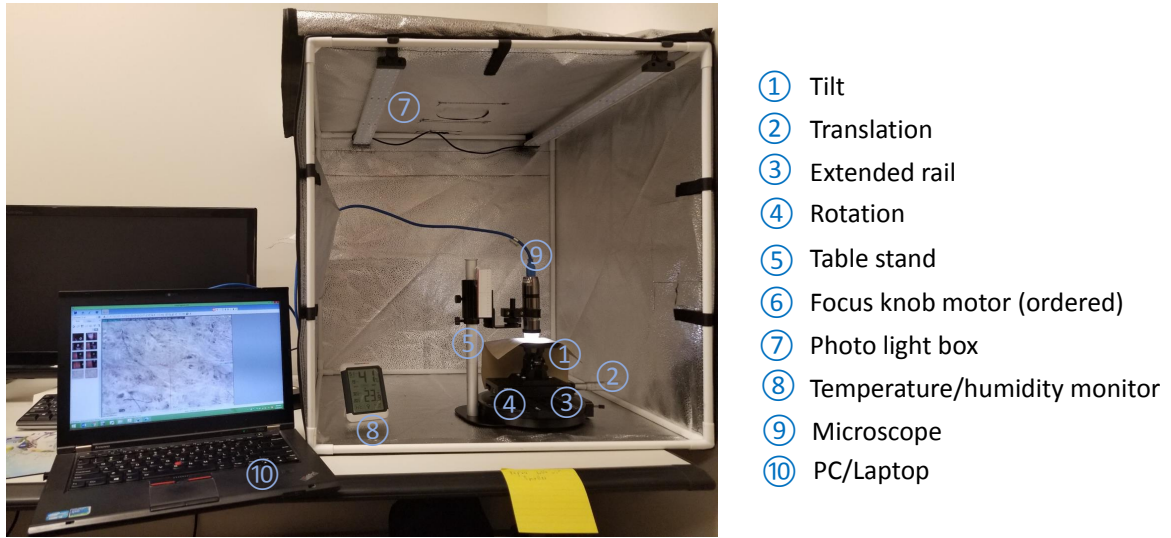 ① Tilt
② Translation
③ Extended rail
④ Rotation
⑤ Table stand
⑥ Focus knob motor (ordered)
⑦ Photo light box
⑧ Temperature/humidity monitor
⑨ Microscope
⑩ PC/Laptop
⑦
⑨
⑤
①
②
④
③
⑧
⑩